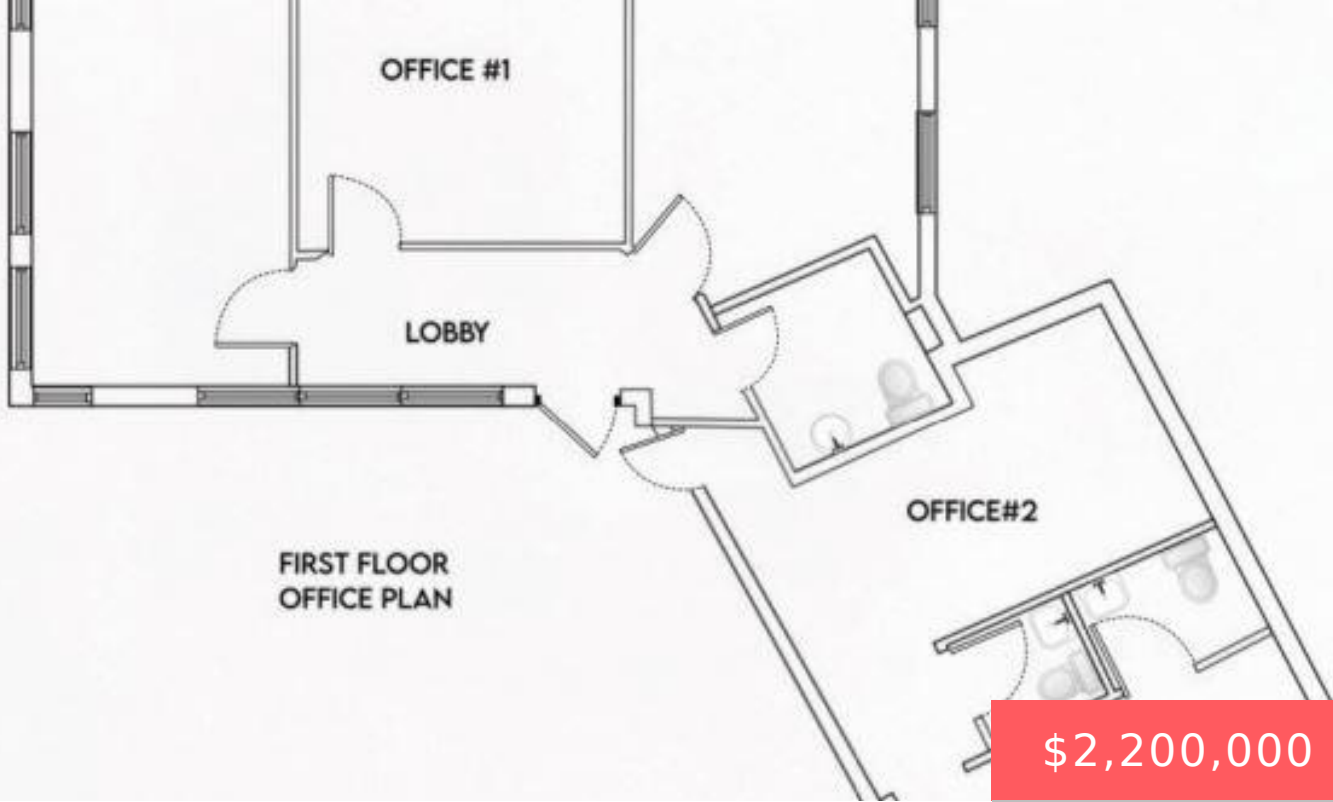 OFFICE #1
LOBBY
OFFICE#2
FIRST FLOOR
OFFICE PLAN
$2,200,000